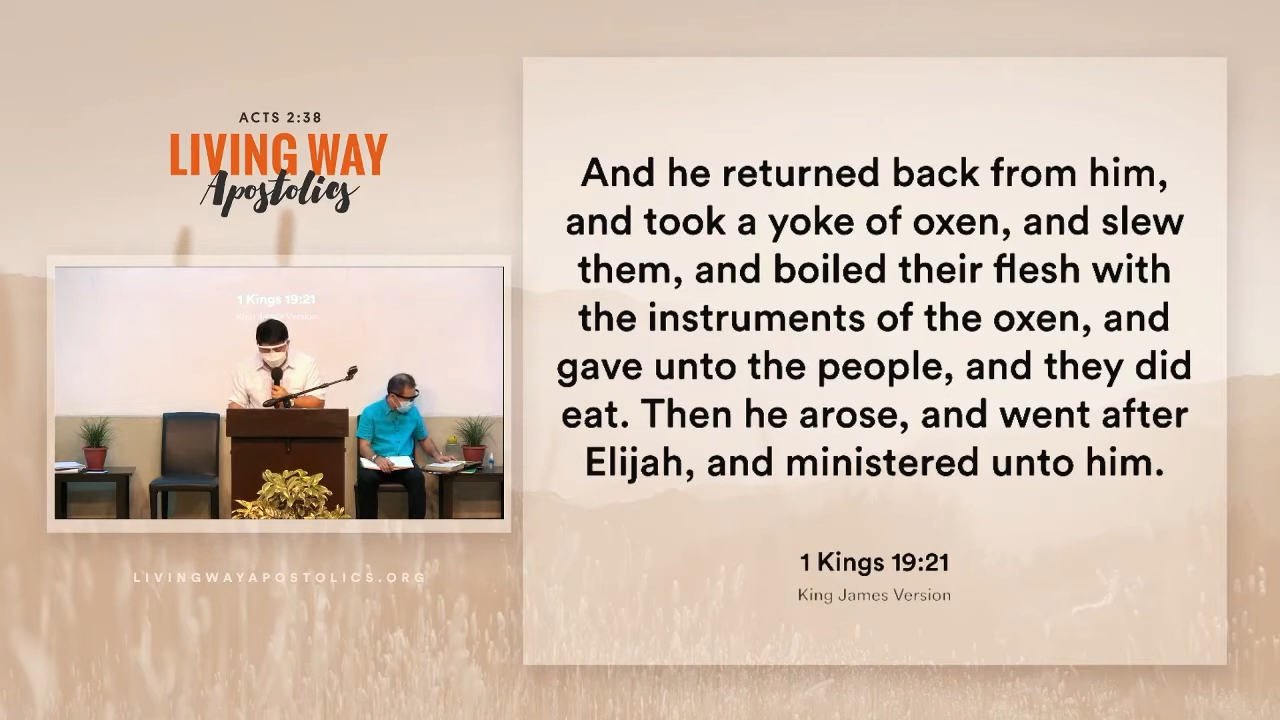 ACTS 2:38
LIVING WAY
Apostolics
1 Kings 19:21
King James Version
LIVINGWAYAPOSTOLICS.ORG
And he returned back from him,
and took a yoke of oxen, and slew
them, and boiled their flesh with
the instruments of the oxen, and
gave unto the people, and they did
eat. Then he arose, and went after
Elijah, and ministered unto him.
1 Kings 19:21
King James Version